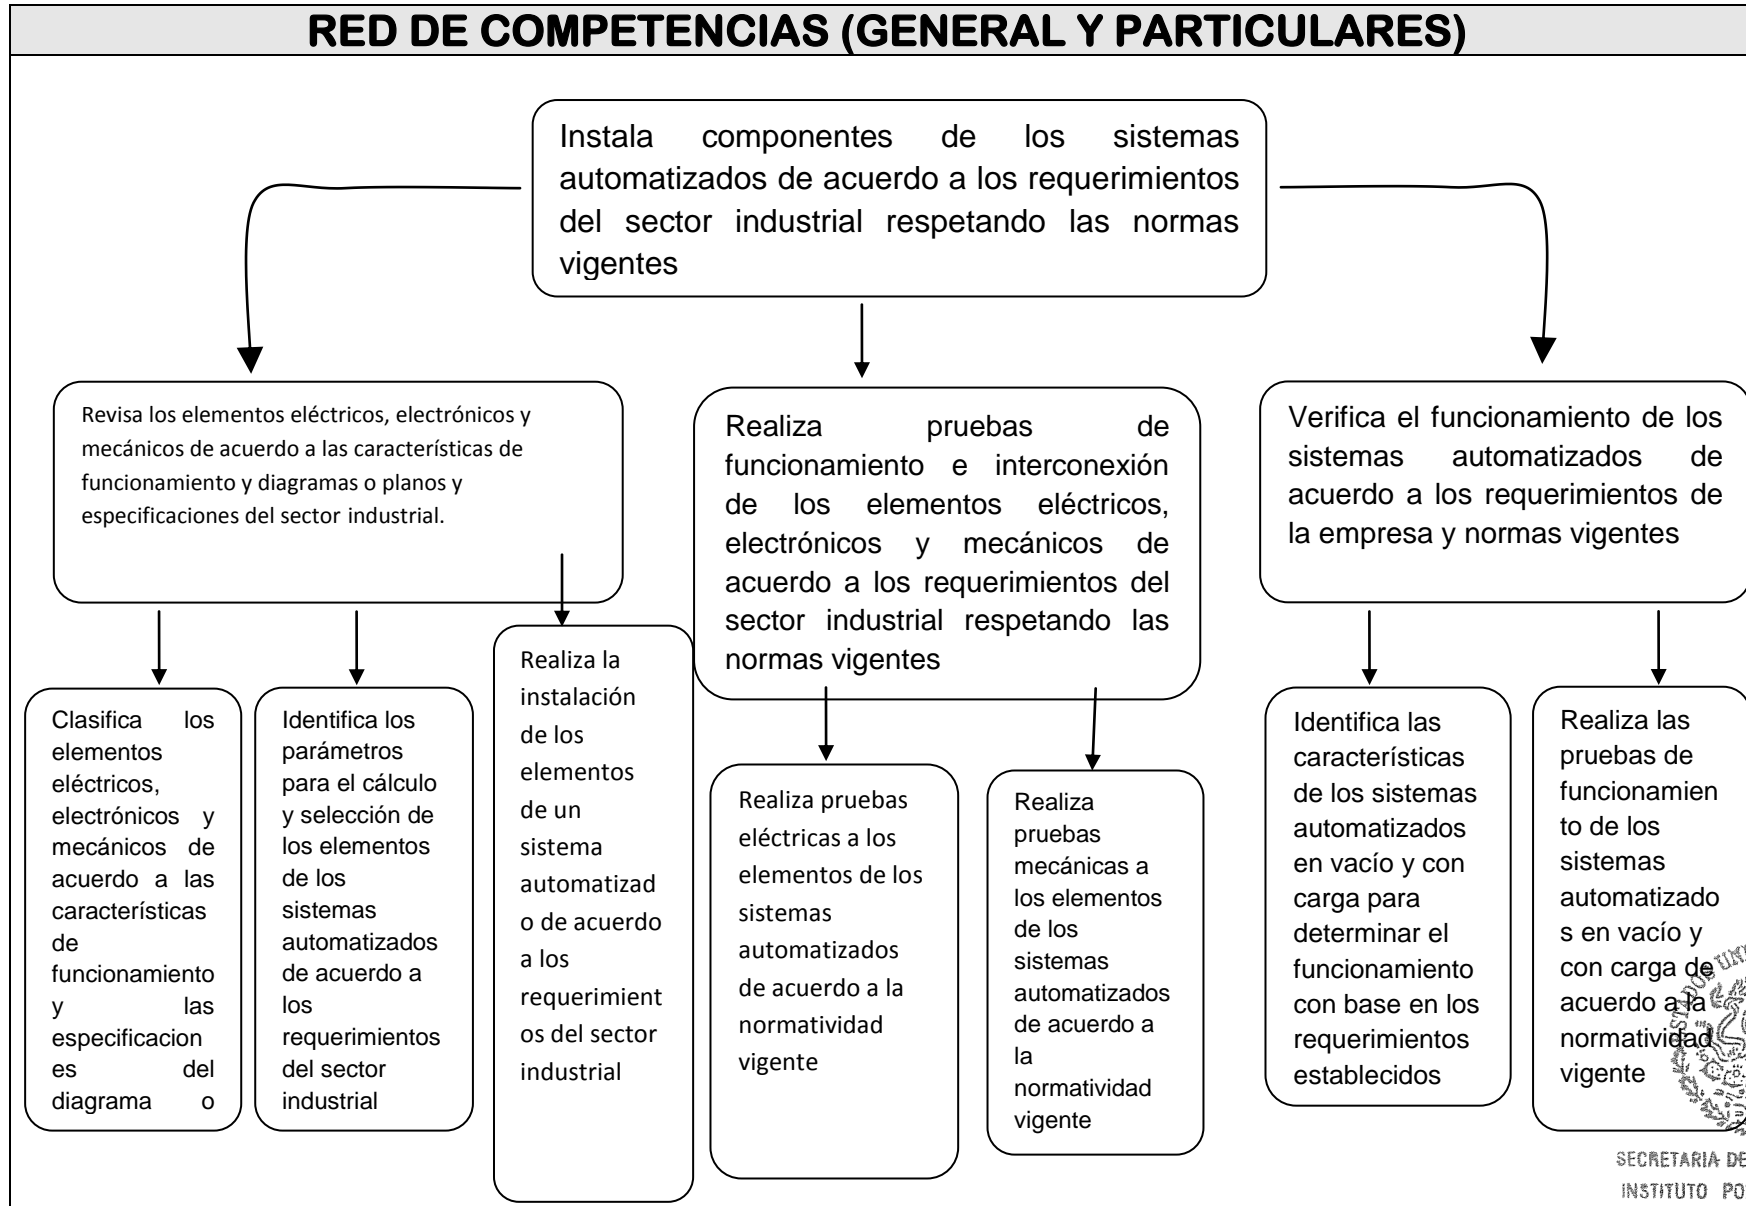 RED DE COMPETENCIAS (GENERAL Y PARTICULARES)
Instala componentes de los sistemas
automatizados de acuerdo a los requerimientos
del sector industrial respetando las normas
vigentes
Revisa los elementos eléctricos, electrónicos y
mecánicos de acuerdo a las características de
funcionamiento y diagramas o planos y
especificaciones del sector industrial.
Realiza pruebas de
funcionamiento e interconexión
de los elementos eléctricos,
electrónicos y mecánicos de
acuerdo a los requerimientos del
sector industrial respetando las
normas vigentes
Verifica el funcionamiento de los
sistemas automatizados de
acuerdo a los requerimientos de
la empresa y normas vigentes
Clasifica los
elementos
eléctricos,
electrónicos y
mecánicos de
acuerdo a las
características
de
funcionamiento
y las
especificacion
es del
diagrama o
Identifica los
parámetros
para el cálculo
y selección de
los elementos
de los
sistemas
automatizados
de acuerdo a
los
requerimientos
del sector
industrial
Realiza la
instalación
de los
elementos
de un
sistema
automatizad
o de acuerdo
a los
requerimient
os del sector
industrial
Realiza pruebas
eléctricas a los
elementos de los
sistemas
automatizados
de acuerdo a la
normatividad
vigente
Realiza
pruebas
mecánicas a
los elementos
de los
sistemas
automatizados
de acuerdo a
la
normatividad
vigente
Identifica las
características
de los sistemas
automatizados
en vacío y con
carga para
determinar el
funcionamiento
con base en los
requerimientos
establecidos
Realiza las
pruebas de
funcionamien
to de los
sistemas
automatizado
s en vacío y
con carga de
acuerdo a la
normatividad
vigente
SECRETARIA DE
INSTITUTO PO